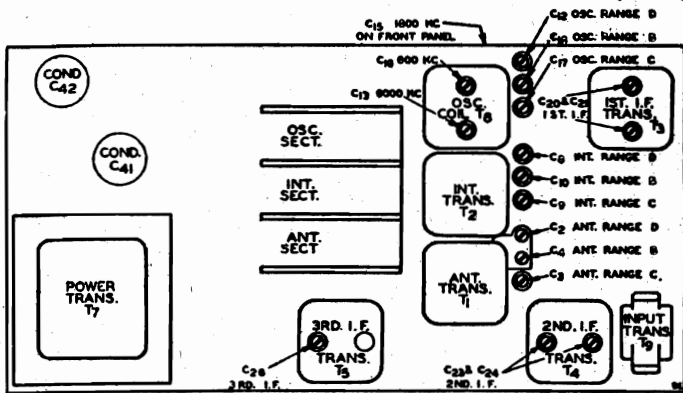 C15 1800 KC
ON FRONT PANEL
C12 OSC. RANGE D
C18 OSC. RANGE B
C17 OSC. RANGE C
C16 600 KC
C13 6000 KC
OSC.
COIL T8
C20 & C21
1ST. I.F.
1ST. I.F.
TRANS.
T3
COND
C42
COND.
C41
OSC.
SECT.
INT.
SECT.
ANT.
SECT
INT.
TRANS.
T2
C8 INT. RANGE D
C10 INT. RANGE B
C9 INT. RANGE C
C2 ANT. RANGE D
C4 ANT. RANGE B
C3 ANT. RANGE C.
ANT.
TRANS.
T1
POWER
TRANS.
T7
3RD. I.F.
TRANS.
T5
C26
3RD. I.F.
2ND. I.F.
TRANS.
T4
C23 & C24
2ND. I.F.
INPUT
TRANS.
T9